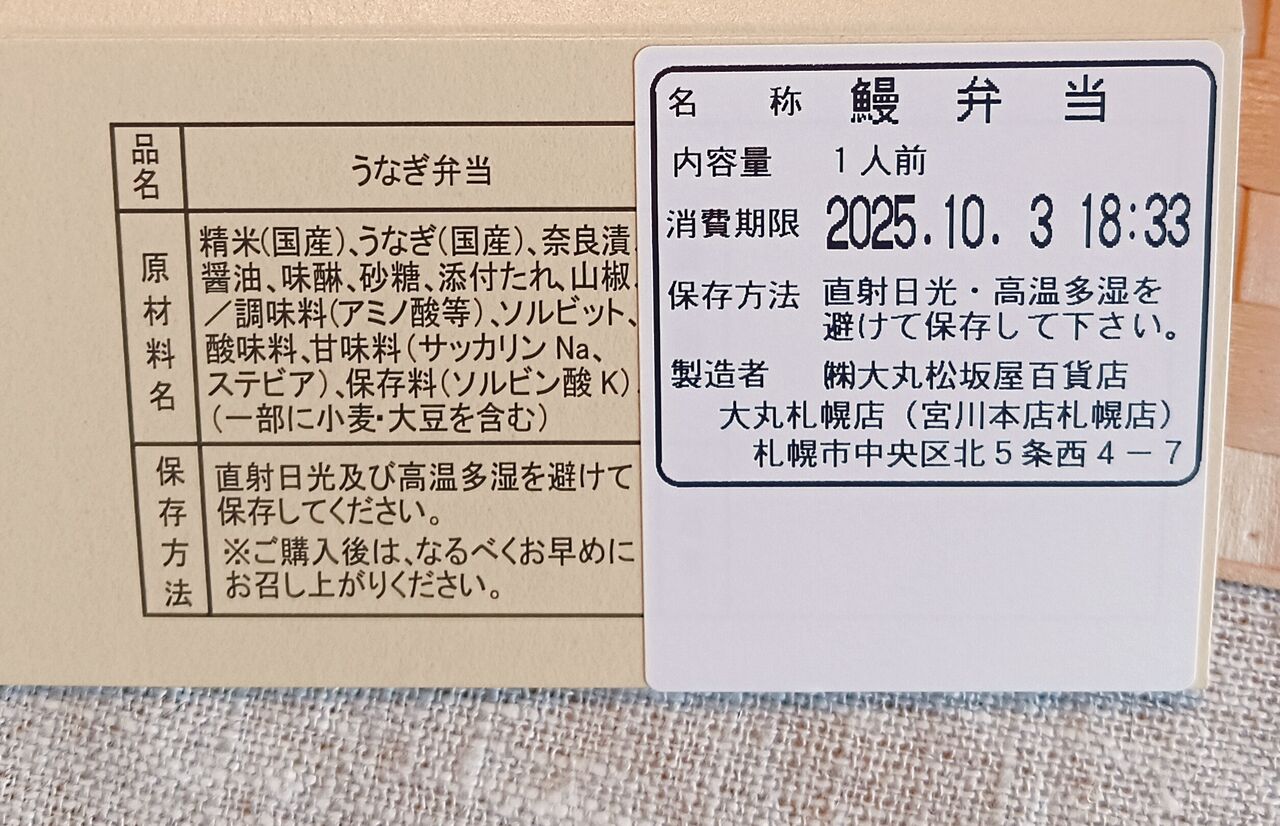 品名 うなぎ弁当
原材料名 精米(国産)、うなぎ(国産)、奈良漬、
醤油、味醂、砂糖、添付たれ、山椒、
／調味料(アミノ酸等)、ソルビット、
酸味料、甘味料(サッカリンNa、
ステビア)、保存料(ソルビン酸K)、
(一部に小麦・大豆を含む)
保存方法 直射日光及び高温多湿を避けて
保存してください。
※ご購入後は、なるべくお早めに
お召し上がりください。
名称 鰻弁当
内容量 1人前
消費期限 2025.10. 3 18:33
保存方法 直射日光・高温多湿を
避けて保存して下さい。
製造者 ㈱大丸松坂屋百貨店
大丸札幌店(宮川本店札幌店)
札幌市中央区北5条西4－7